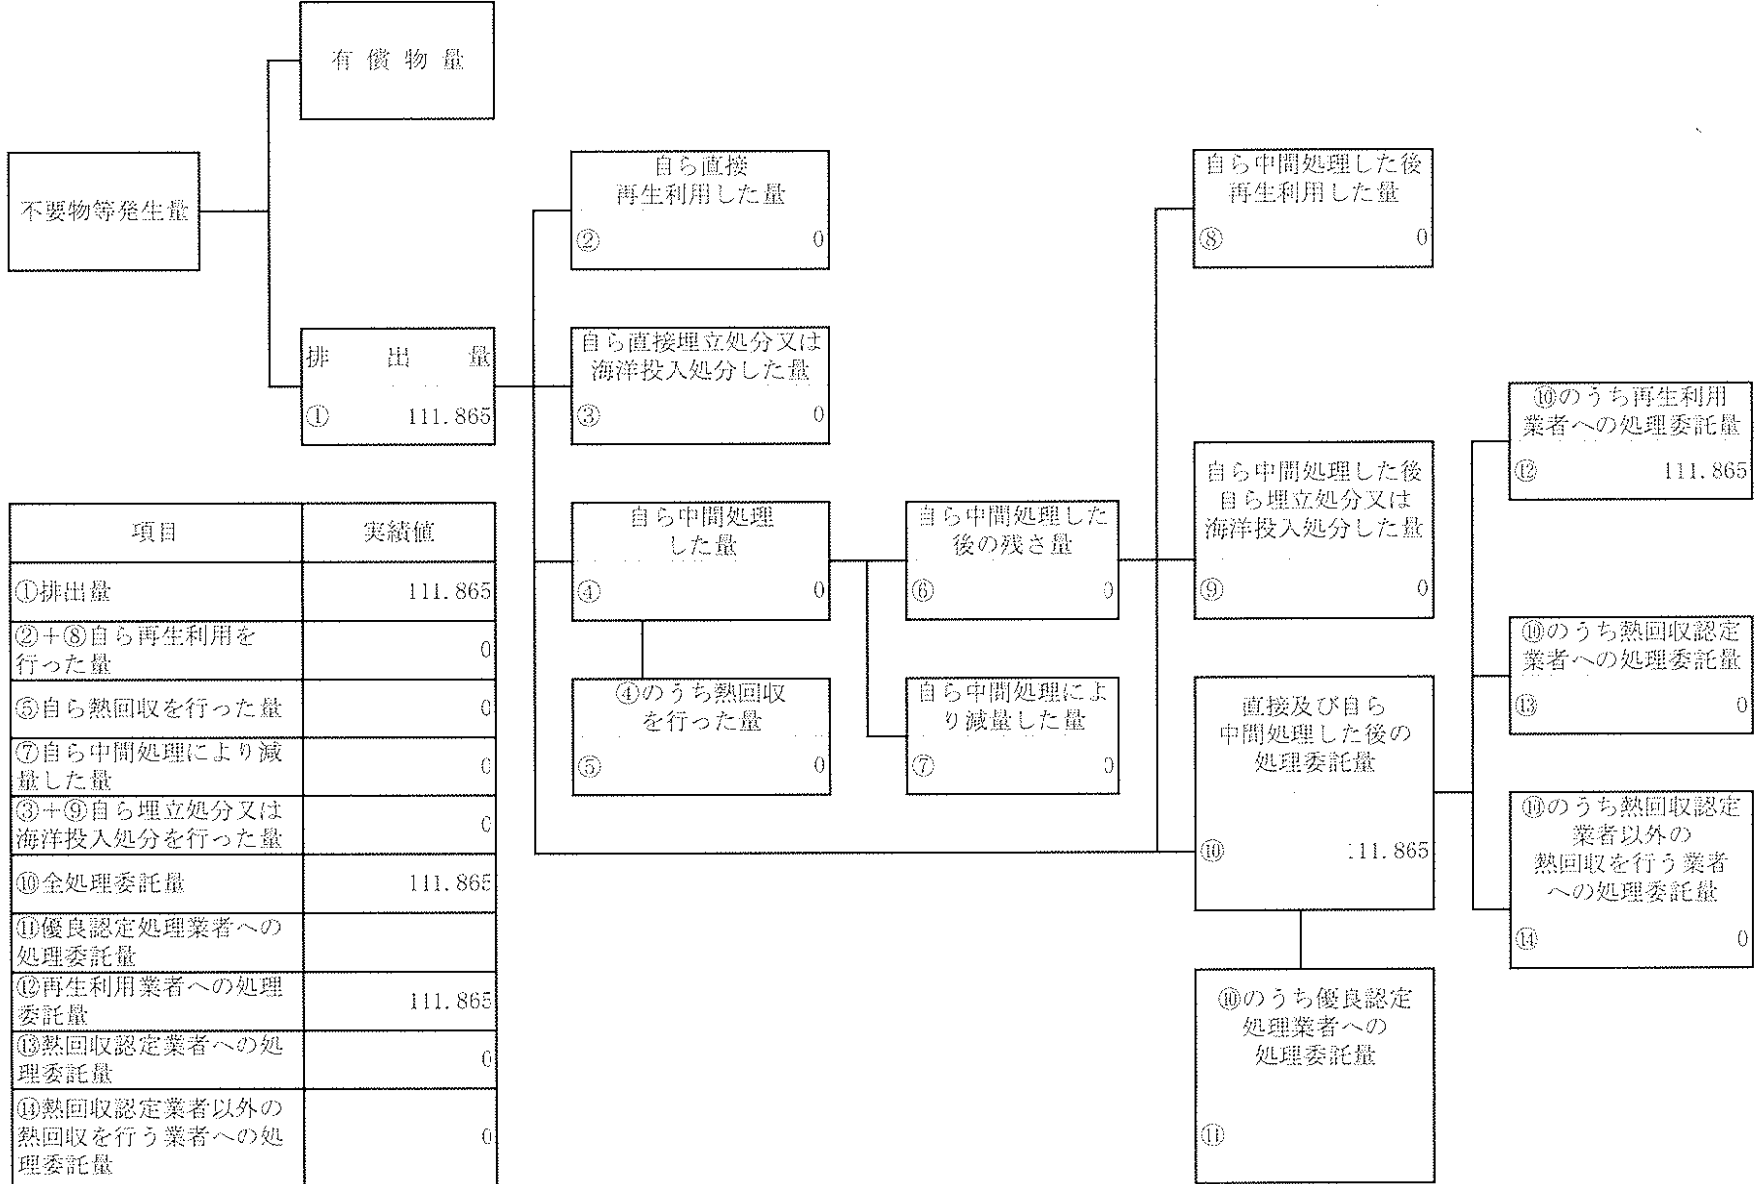 有償物量
不要物等発生量
排出量
① 111.865
自ら直接
再生利用した量
② 0
自ら直接埋立処分又は
海洋投入処分した量
③ 0
自ら中間処理
した量
④ 0
④のうち熱回収
を行った量
⑤ 0
自ら中間処理した
後の残さ量
⑥ 0
自ら中間処理によ
り減量した量
⑦ 0
自ら中間処理した後
再生利用した量
⑧ 0
自ら中間処理した後
自ら埋立処分又は
海洋投入処分した量
⑨ 0
直接及び自ら
中間処理した後の
処理委託量
⑩ 111.865
⑩のうち優良認定
処理業者への
処理委託量
⑪
⑩のうち再生利用
業者への処理委託量
⑫ 111.865
⑩のうち熱回収認定
業者への処理委託量
⑬ 0
⑩のうち熱回収認定
業者以外の
熱回収を行う業者
への処理委託量
⑭ 0
項目 実績値
①排出量 111.865
②+⑧自ら再生利用を
行った量 0
⑤自ら熱回収を行った量 0
⑦自ら中間処理により減
量した量 0
③+⑨自ら埋立処分又は
海洋投入処分を行った量 0
⑩全処理委託量 111.865
⑪優良認定処理業者への
処理委託量
⑫再生利用業者への処理
委託量 111.865
⑬熱回収認定業者への処
理委託量 0
⑭熱回収認定業者以外の
熱回収を行う業者への処
理委託量 0